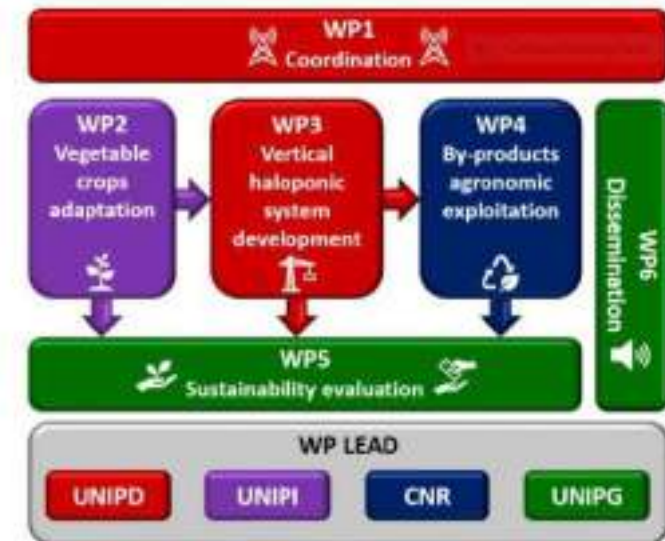 WP1
Coordination
WP2
Vegetable
crops
adaptation
WP3
Vertical
haloponic
system
development
WP4
By-products
agronomic
exploitation
WP6
Dissemination
WP5
Sustainability evaluation
WP LEAD
UNIPD
UNIPI
CNR
UNIPG